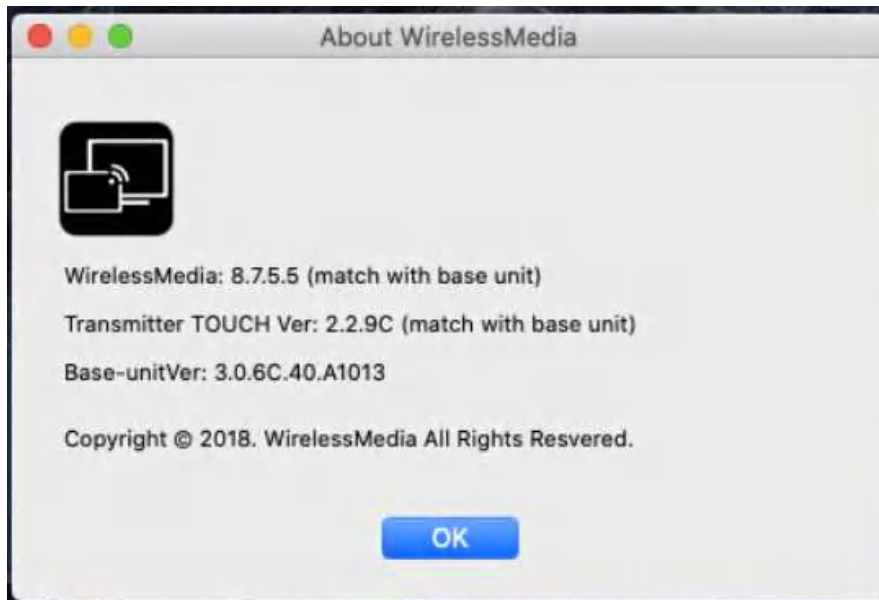 About WirelessMedia
WirelessMedia: 8.7.5.5 (match with base unit)
Transmitter TOUCH Ver: 2.2.9C (match with base unit)
Base-unitVer: 3.0.6C.40.A1013
Copyright © 2018. WirelessMedia All Rights Resvered.
OK